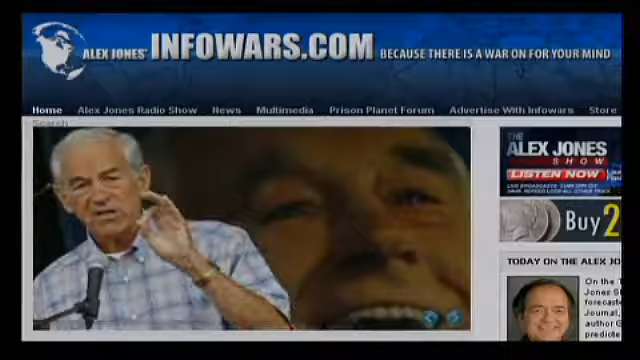 ALEX JONES' INFOWARS.COM BECAUSE THERE IS A WAR ON FOR YOUR MIND
Home Alex Jones Radio Show News Multimedia Prison Planet Forum Advertise With Infowars Store
Search
THE
ALEX JONES
SHOW
LISTEN NOW
Buy 2
TODAY ON THE ALEX JO
On the
Jones S
forecast
Journal,
author G
predict